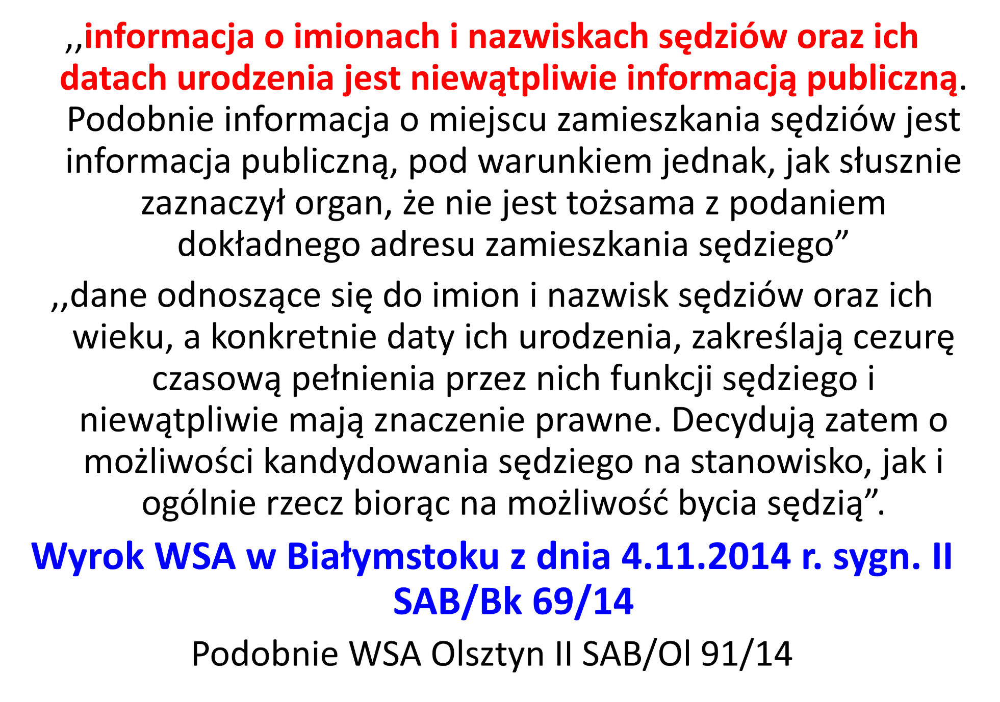 ,,informacja o imionach i nazwiskach sędziów oraz ich
datach urodzenia jest niewątpliwie informacją publiczną.
Podobnie informacja o miejscu zamieszkania sędziów jest
informacja publiczną, pod warunkiem jednak, jak słusznie
zaznaczył organ, że nie jest tożsama z podaniem
dokładnego adresu zamieszkania sędziego”
,,dane odnoszące się do imion i nazwisk sędziów oraz ich
wieku, a konkretnie daty ich urodzenia, zakreślają cezurę
czasową pełnienia przez nich funkcji sędziego i
niewątpliwie mają znaczenie prawne. Decydują zatem o
możliwości kandydowania sędziego na stanowisko, jak i
ogólnie rzecz biorąc na możliwość bycia sędzią”.
Wyrok WSA w Białymstoku z dnia 4.11.2014 r. sygn. II
SAB/Bk 69/14
Podobnie WSA Olsztyn II SAB/Ol 91/14